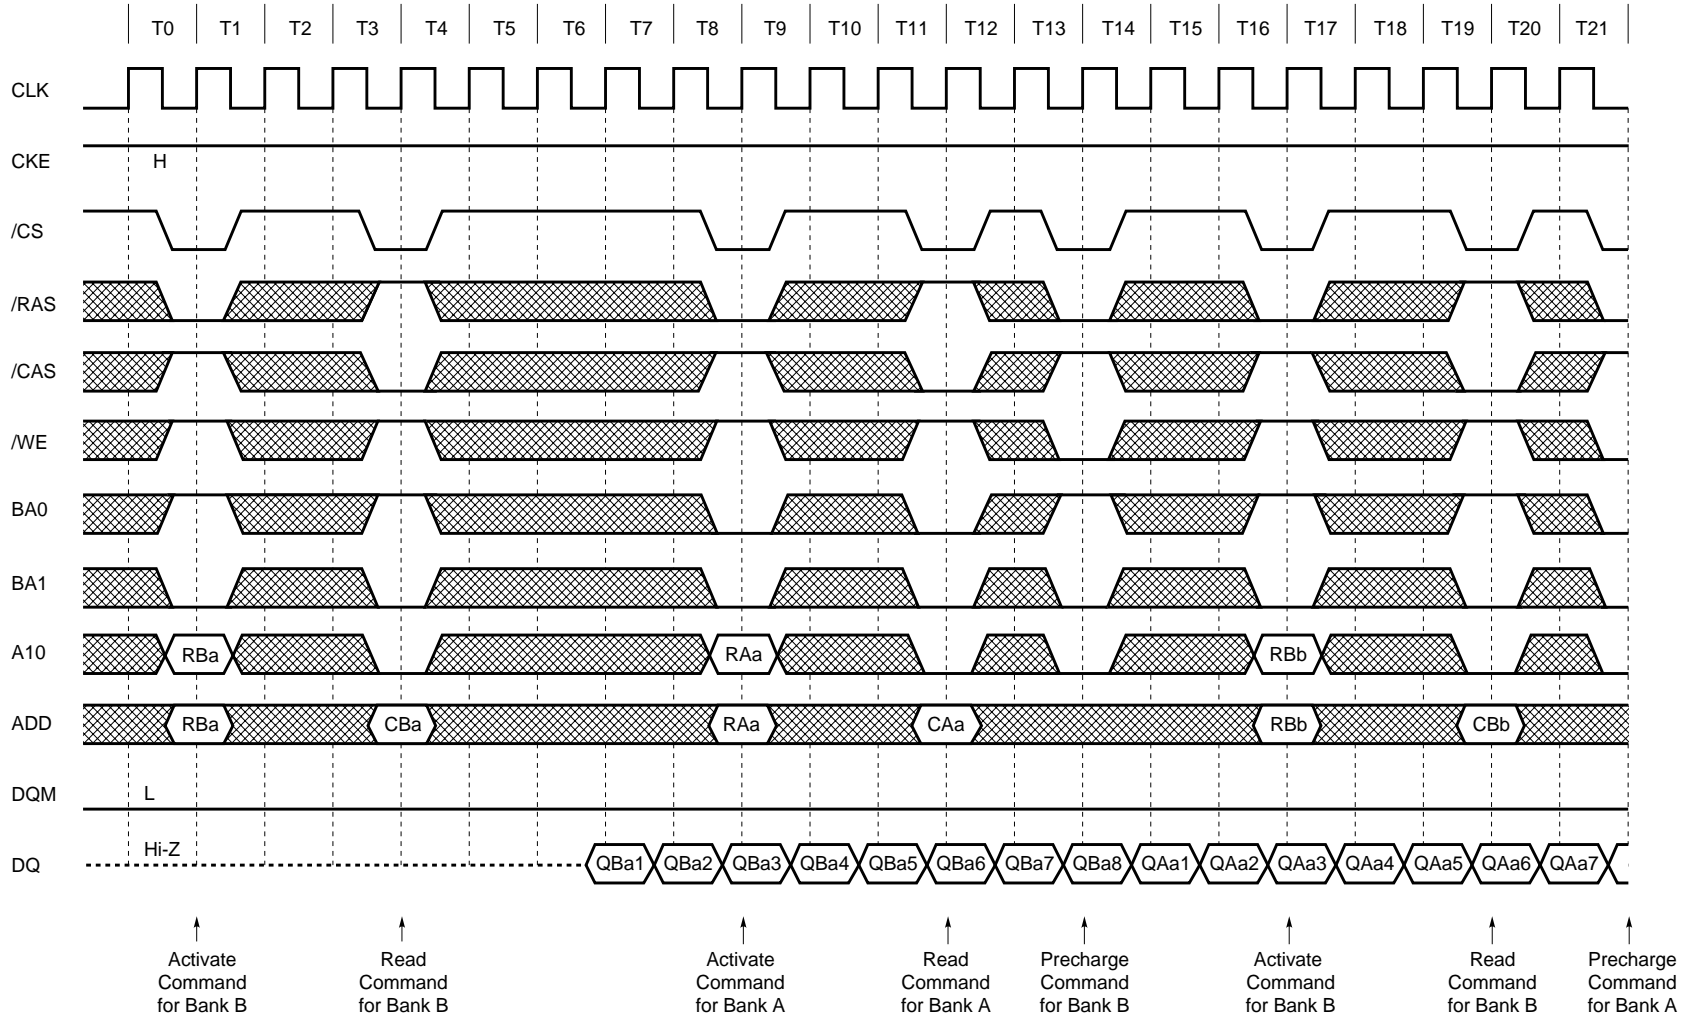 T0 T1 T2 T3 T4 T5 T6 T7 T8 T9 T10 T11 T12 T13 T14 T15 T16 T17 T18 T19 T20 T21
CLK
CKE H
/CS
/RAS
/CAS
/WE
BA0
BA1
A10 RBa RAa RBb
ADD RBa CBa RAa CAa RBb CBb
DQM L
DQ Hi-Z QBa1 QBa2 QBa3 QBa4 QBa5 QBa6 QBa7 QBa8 QAa1 QAa2 QAa3 QAa4 QAa5 QAa6 QAa7
Activate
Command
for Bank B
Read
Command
for Bank B
Activate
Command
for Bank A
Read
Command
for Bank A
Precharge
Command
for Bank B
Activate
Command
for Bank B
Read
Command
for Bank B
Precharge
Command
for Bank A